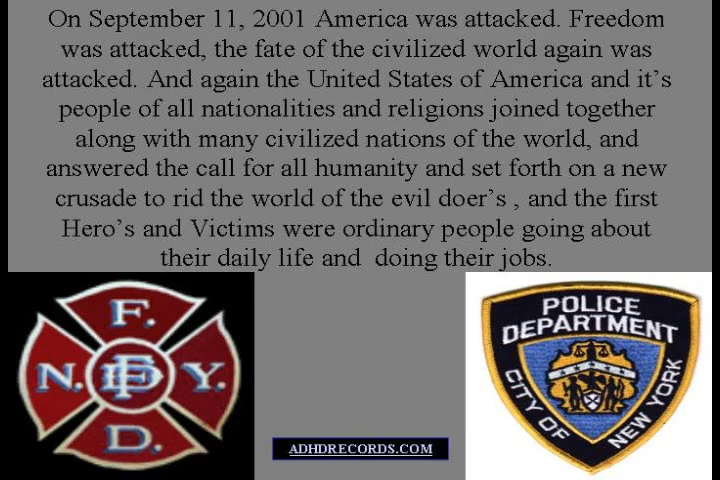 On September 11, 2001 America was attacked. Freedom
was attacked, the fate of the civilized world again was
attacked. And again the United States of America and it’s
people of all nationalities and religions joined together
along with many civilized nations of the world, and
answered the call for all humanity and set forth on a new
crusade to rid the world of the evil doer’s , and the first
Hero’s and Victims were ordinary people going about
their daily life and  doing their jobs.
F.
N. FD Y.
D.
POLICE
DEPARTMENT
CITY OF NEW YORK
ADHDRECORDS.COM